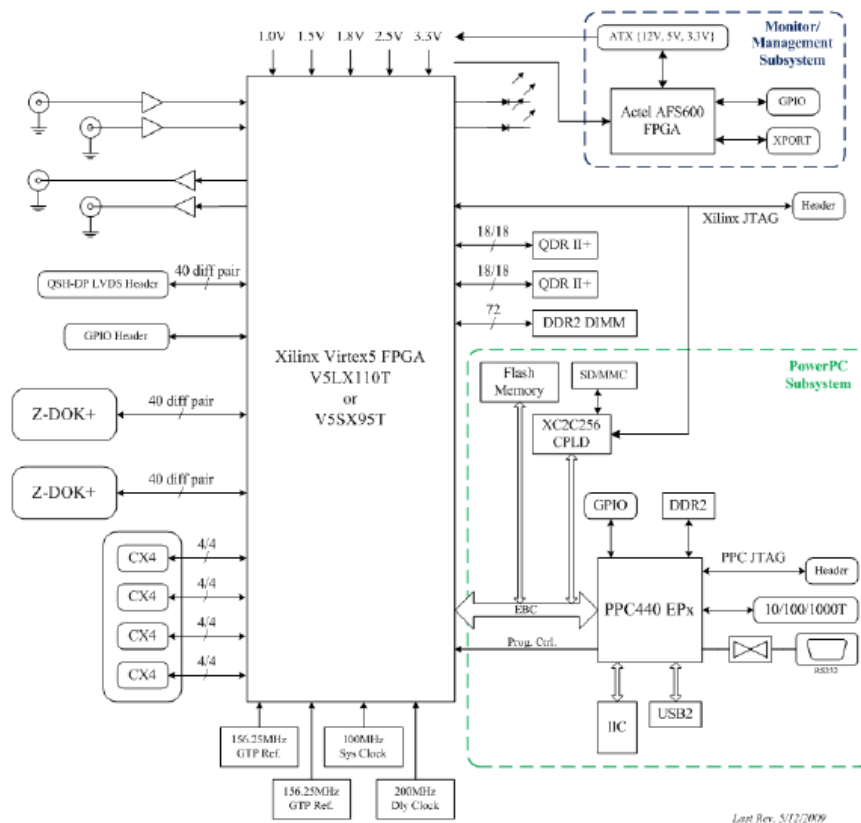 1.0V 1.5V 1.8V 2.5V 3.3V
ATX {12V, 5V, 3.3V}
Monitor/
Management
Subsystem
Actel AFS600
FPGA
GPIO
XPORT
Xilinx JTAG
Header
18/18
QDR II+
18/18
QDR II+
72
DDR2 DIMM
40 diff pair
QSH-DP LVDS Header
GPIO Header
Xilinx Virtex5 FPGA
V5LX110T
or
V5SX95T
Z-DOK+
40 diff pair
Z-DOK+
40 diff pair
CX4
4/4
CX4
4/4
CX4
4/4
CX4
4/4
PowerPC
Subsystem
Flash
Memory
SD/MMC
XC2C256
CPLD
GPIO
DDR2
PPC JTAG
Header
EBC
PPC440 EPx
10/100/1000T
Prog. Ctrl.
RS232
IIC
USB2
156.25MHz
GTP Ref.
100MHz
Sys Clock
156.25MHz
GTP Ref.
200MHz
Dly Clock
Last Rev. 5/12/2009